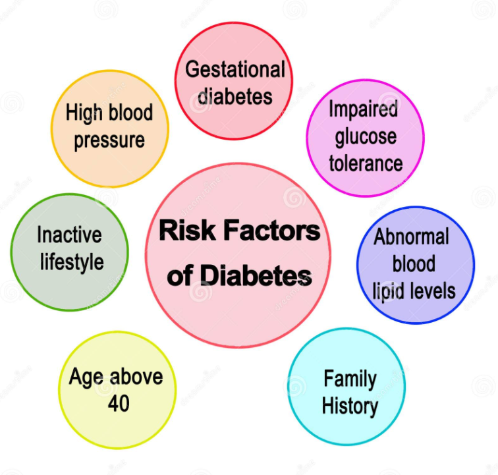 Gestational
diabetes
High blood
pressure
Impaired
glucose
tolerance
Inactive
lifestyle
Risk Factors
of Diabetes
Abnormal
blood
lipid levels
Age above
40
Family
History